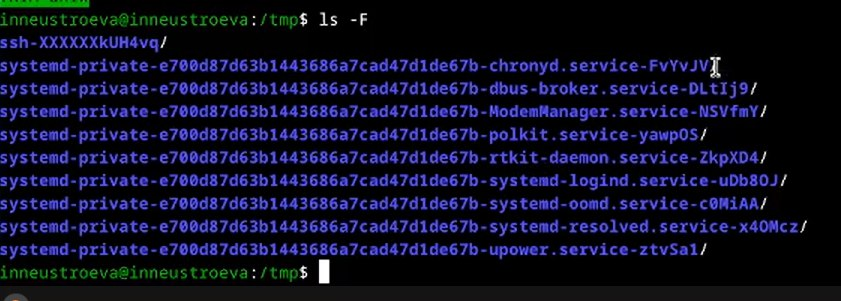 inneustroeva@inneustroeva:/tmp$ ls -F
ssh-XXXXXXkUH4vq/
systemd-private-e700d87d63b1443686a7cad47d1de67b-chronyd.service-FvYvJV/
systemd-private-e700d87d63b1443686a7cad47d1de67b-dbus-broker.service-DLtIj9/
systemd-private-e700d87d63b1443686a7cad47d1de67b-ModemManager.service-NSVfmY/
systemd-private-e700d87d63b1443686a7cad47d1de67b-polkit.service-yawpOS/
systemd-private-e700d87d63b1443686a7cad47d1de67b-rtkit-daemon.service-ZkpXD4/
systemd-private-e700d87d63b1443686a7cad47d1de67b-systemd-logind.service-uDb8OJ/
systemd-private-e700d87d63b1443686a7cad47d1de67b-systemd-oomd.service-c0MiAA/
systemd-private-e700d87d63b1443686a7cad47d1de67b-systemd-resolved.service-x4OMcz/
systemd-private-e700d87d63b1443686a7cad47d1de67b-upower.service-ztvSa1/
inneustroeva@inneustroeva:/tmp$